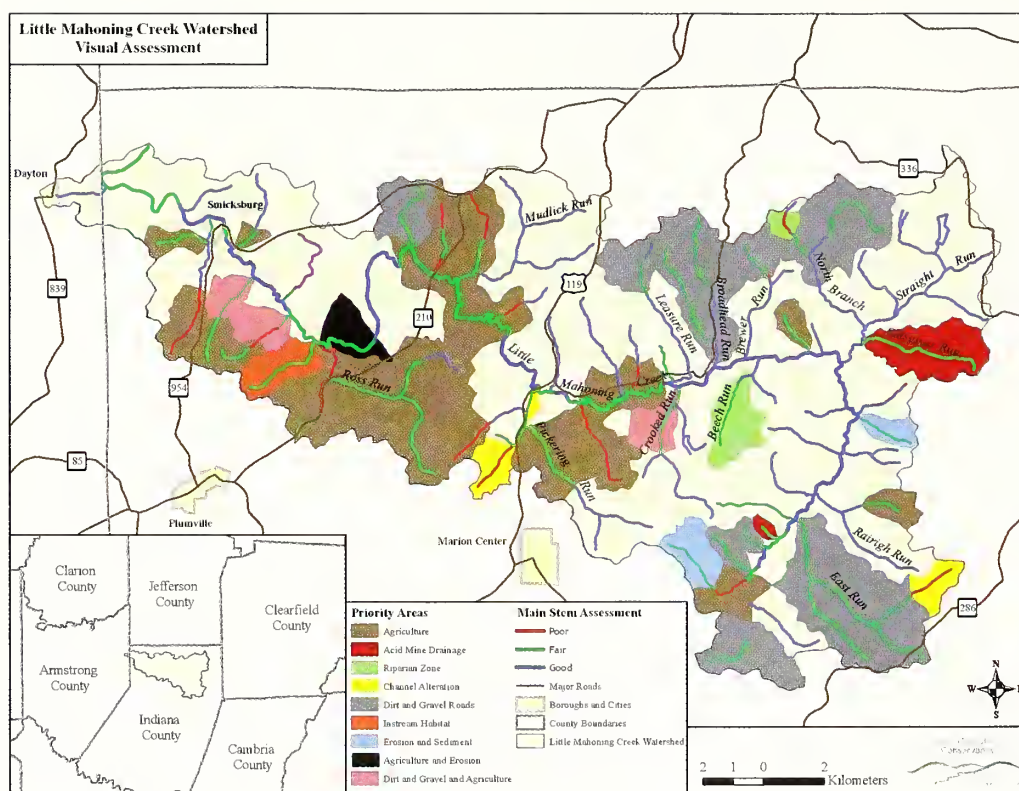 Little Mahoning Creek Watershed
Visual Assessment
336
Dayton
Smicksburg
Mudlick Run
839
119
210
North
Branch
Straight Run
Leasure Run
Broadhead Run
Brewer Run
Little
Mahoning
Creek
Ross Run
954
Crooked Run
Beech Run
Pickering
Run
85
Plumville
Marion Center
Rairigh Run
East Run
286
Clarion
County
Jefferson
County
Clearfield
County
Armstrong
County
Indiana
County
Cambria
County
Priority Areas
Agriculture
Acid Mine Drainage
Riparian Zone
Channel Alteration
Dirt and Gravel Roads
Instream Habitat
Erosion and Sediment
Agriculture and Erosion
Dirt and Gravel and Agriculture
Main Stem Assessment
Poor
Fair
Good
Major Roads
Boroughs and Cities
County Boundaries
Little Mahoning Creek Watershed
N
W
E
S
2 1 0 2
Kilometers